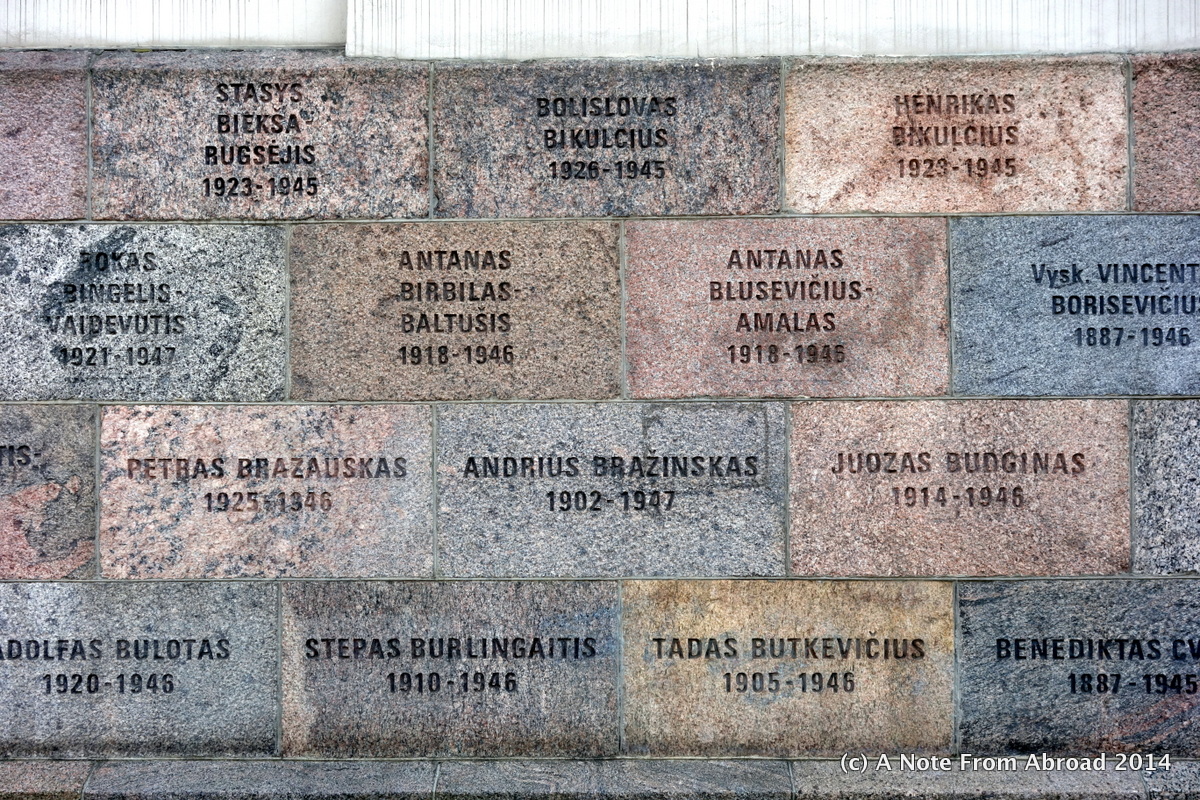 STASYS
BIEKSA
RUGSĖJIS
1923-1945
BOLISLOVAS
BIKULČIUS
1926-1945
HENRIKAS
BIKULČIUS
1923-1945
ROKAS
BINGELIS-
VAIDEVUTIS
1921-1947
ANTANAS
BIRBILAS-
BALTUSIS
1918-1946
ANTANAS
BLUSEVIČIUS-
AMALAS
1918-1945
Vysk. VINCENT
BORISEVIČIU
1887-1946
TIS-
PETRAS BRAZAUSKAS
1925-1946
ANDRIUS BRAŽINSKAS
1902-1947
JUOZAS BUDGINAS
1914-1946
ADOLFAS BULOTAS
1920-1946
STEPAS BURLINGAITIS
1910-1946
TADAS BUTKEVIČIUS
1905-1946
BENEDIKTAS CV
1887-1945
(c) A Note From Abroad 2014